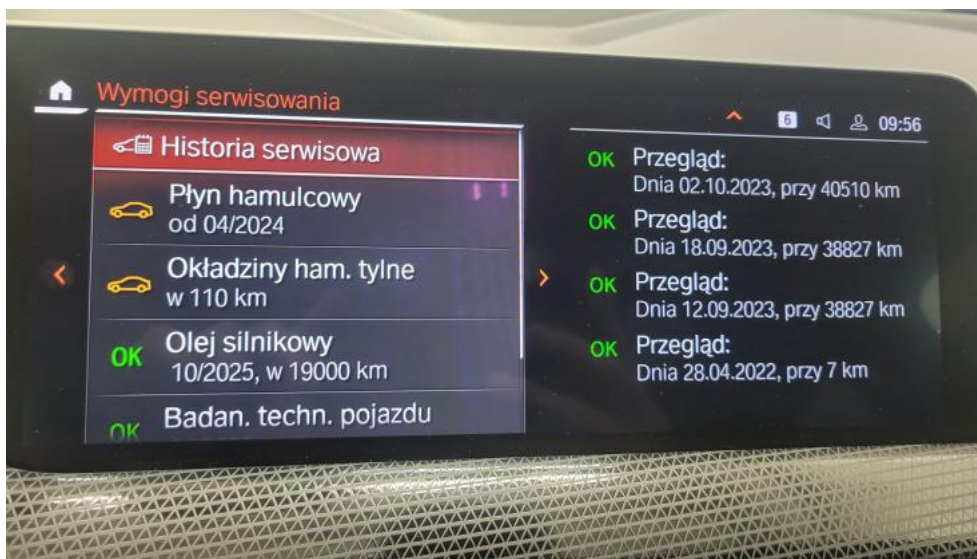 Wymogi serwisowania
6 09:56
Historia serwisowa
Płyn hamulcowy
od 04/2024
Okładziny ham. tylne
w 110 km
OK Olej silnikowy
10/2025, w 19000 km
OK Badan. techn. pojazdu
OK Przegląd:
Dnia 02.10.2023, przy 40510 km
OK Przegląd:
Dnia 18.09.2023, przy 38827 km
OK Przegląd:
Dnia 12.09.2023, przy 38827 km
OK Przegląd:
Dnia 28.04.2022, przy 7 km